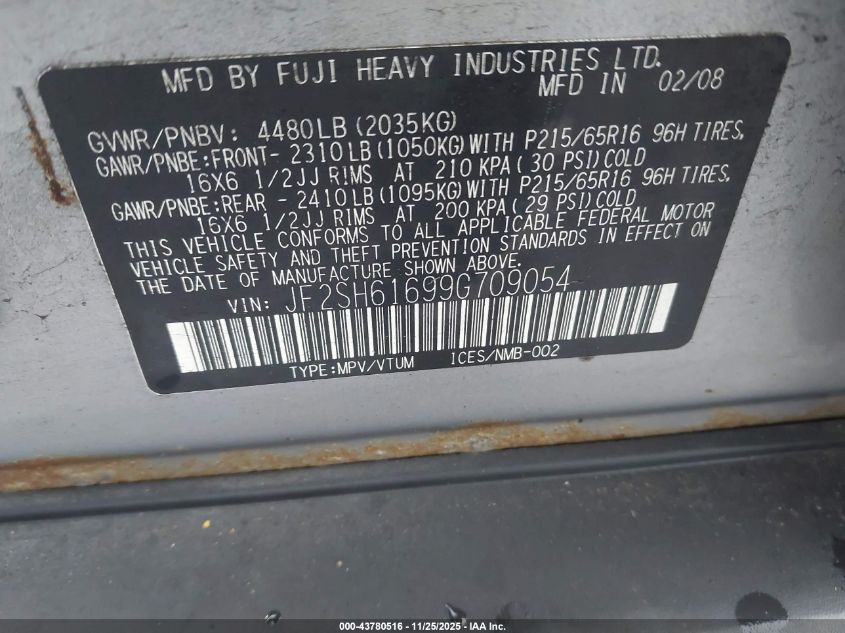 MFD BY FUJI HEAVY INDUSTRIES LTD.
MFD IN 02/08
GVWR/PNBV: 4480LB (2035KG)
GAWR/PNBE:FRONT- 2310LB(1050KG)WITH P215/65R16 96H TIRES,
16X6 1/2JJ RIMS AT 210 KPA(30 PSI)COLD
GAWR/PNBE:REAR - 2410LB(1095KG)WITH P215/65R16 96H TIRES,
16X6 1/2JJ RIMS AT 200 KPA(29 PSI)COLD
THIS VEHICLE CONFORMS TO ALL APPLICABLE FEDERAL MOTOR
VEHICLE SAFETY AND THEFT PREVENTION STANDARDS IN EFFECT ON
THE DATE OF MANUFACTURE SHOWN ABOVE.
VIN: JF2SH61699G709054
TYPE:MPV/VTUM ICES/NMB-002
000-43780516 - 11/25/2025 - IAA Inc.